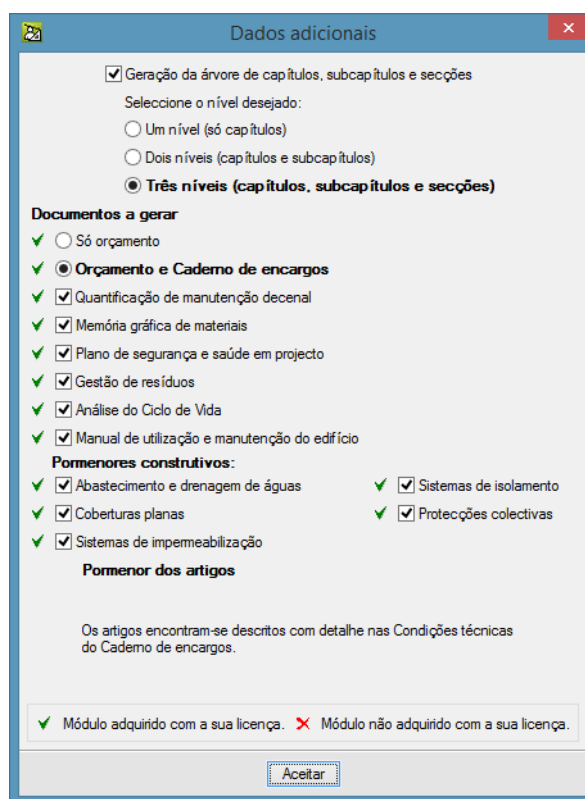 Dados adicionais
Geração da árvore de capítulos, subcapítulos e secções
Seleccione o nível desejado:
Um nível (só capítulos)
Dois níveis (capítulos e subcapítulos)
Três níveis (capítulos, subcapítulos e secções)
Documentos a gerar
Só orçamento
Orçamento e Caderno de encargos
Quantificação de manutenção decenal
Memória gráfica de materiais
Plano de segurança e saúde em projecto
Gestão de resíduos
Análise do Ciclo de Vida
Manual de utilização e manutenção do edifício
Pormenores construtivos:
Abastecimento e drenagem de águas Sistemas de isolamento
Coberturas planas Protecções colectivas
Sistemas de impermeabilização
Pormenor dos artigos
Os artigos encontram-se descritos com detalhe nas Condições técnicas
do Caderno de encargos.
Módulo adquirido com a sua licença. Módulo não adquirido com a sua licença.
Aceitar